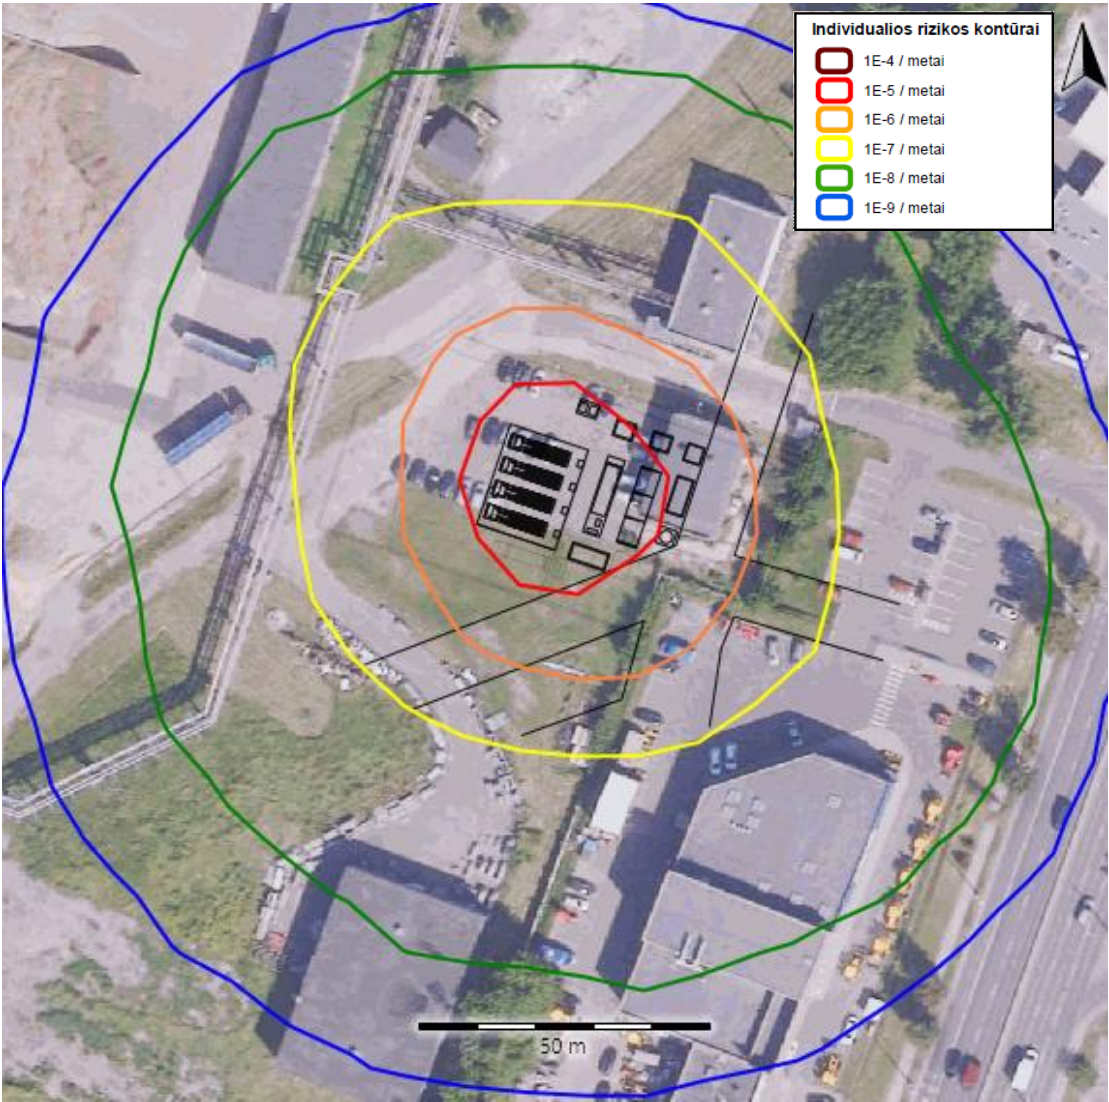 Individualios rizikos kontūrai
1E-4 / metai
1E-5 / metai
1E-6 / metai
1E-7 / metai
1E-8 / metai
1E-9 / metai
50 m